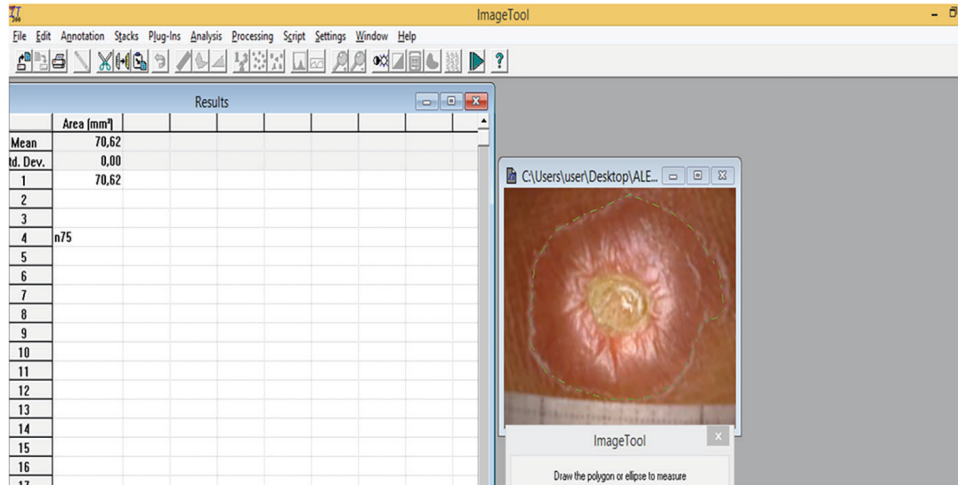 ImageTool
File Edit Annotation Stacks Plug-Ins Analysis Processing Script Settings Window Help
Results
Area (mm²)
Mean 70,62
td. Dev. 0,00
1 70,62
2
3
4 n75
5
6
7
8
9
10
11
12
13
14
15
16
17
C:\Users\user\Desktop\ALE...
ImageTool
Draw the polygon or ellipse to measure